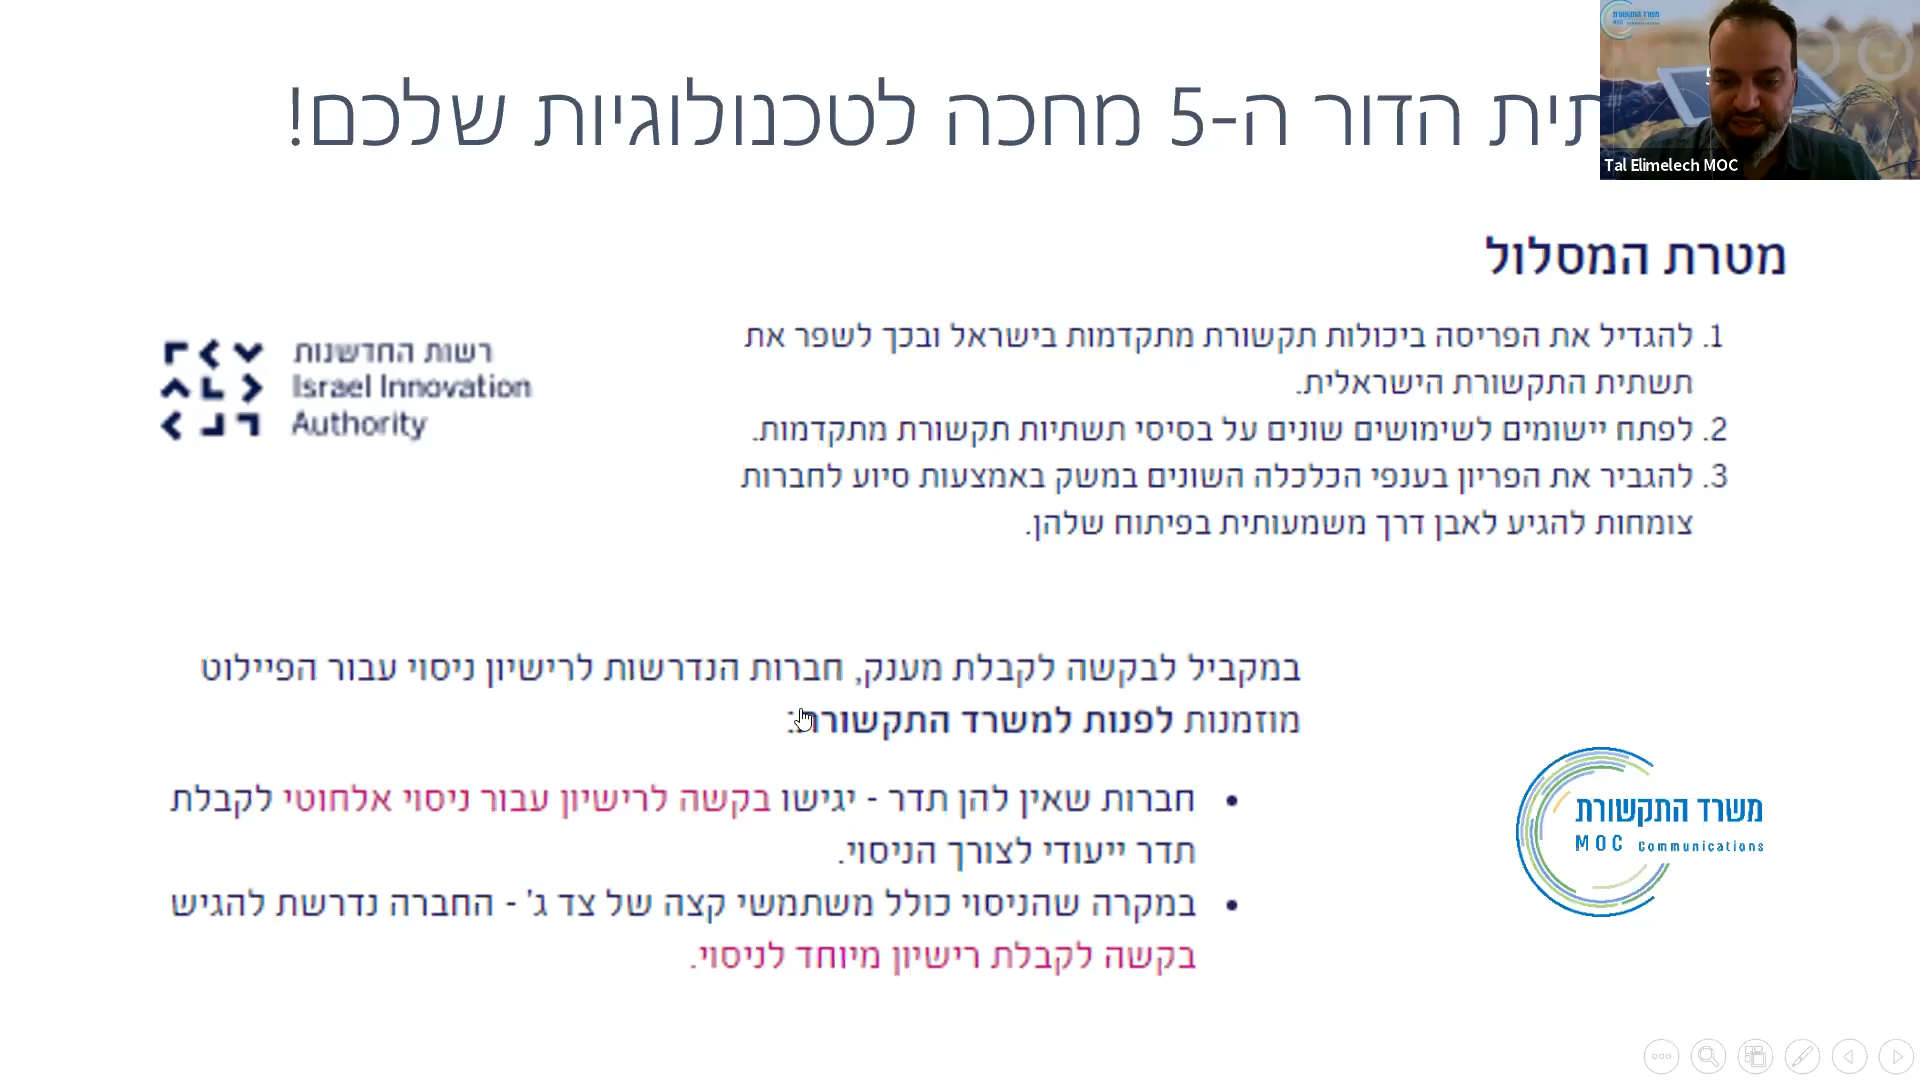 תית הדור ה-5 מחכה לטכנולוגיות שלכם!
משרד התקשורת
Tal Elimelech MOC
מטרת המסלול
1. להגדיל את הפריסה ביכולות תקשורת מתקדמות בישראל ובכך לשפר את
תשתית התקשורת הישראלית.
2. לפתח יישומים לשימושים שונים על בסיסי תשתיות תקשורת מתקדמות.
3. להגביר את הפריון בענפי הכלכלה השונים במשק באמצעות סיוע לחברות
צומחות להגיע לאבן דרך משמעותית בפיתוח שלהן.
רשות החדשנות
Israel Innovation
Authority
במקביל לבקשה לקבלת מענק, חברות הנדרשות לרישיון ניסוי עבור הפיילוט
מוזמנות לפנות למשרד התקשורת:
• חברות שאין להן תדר - יגישו בקשה לרישיון עבור ניסוי אלחוטי לקבלת
תדר ייעודי לצורך הניסוי.
• במקרה שהניסוי כולל משתמשי קצה של צד ג' - החברה נדרשת להגיש
בקשה לקבלת רישיון מיוחד לניסוי.
משרד התקשורת
MOC Communications